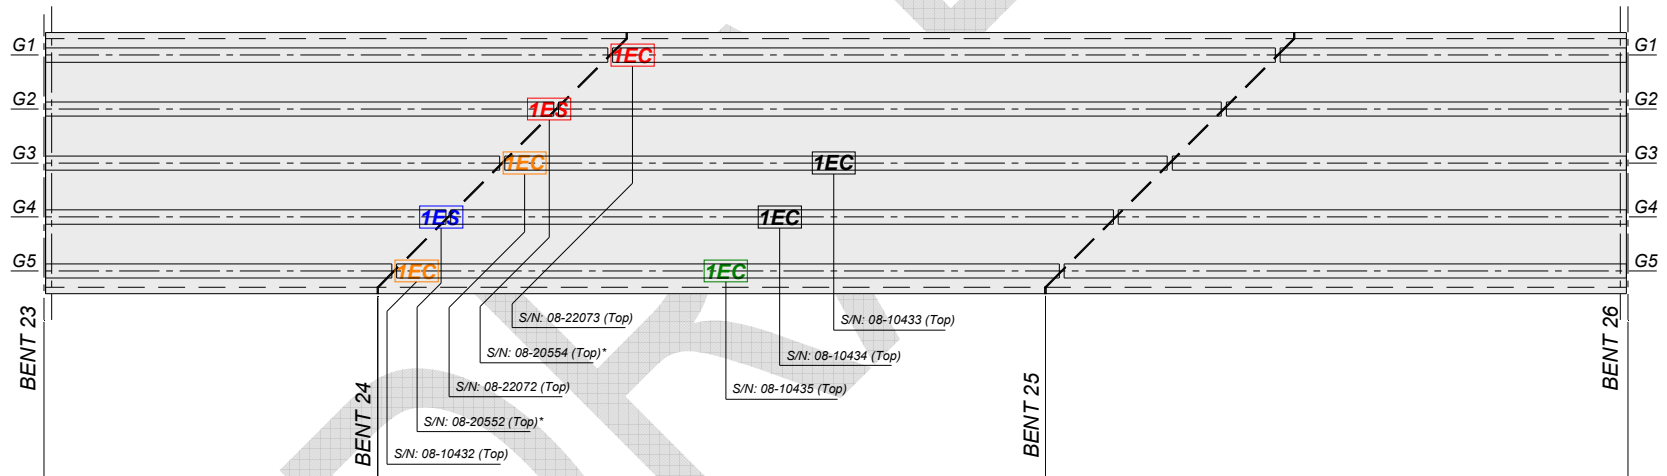 G1
1EC
G1
G2
1ES
G2
G3
1EC
1EC
G3
G4
1ES
1EC
G4
G5
1EC
1EC
G5
S/N: 08-22073 (Top)
S/N: 08-10433 (Top)
S/N: 08-20554 (Top)*
S/N: 08-10434 (Top)
S/N: 08-22072 (Top)
S/N: 08-10435 (Top)
S/N: 08-20552 (Top)*
S/N: 08-10432 (Top)
BENT 23
BENT 24
BENT 25
BENT 26